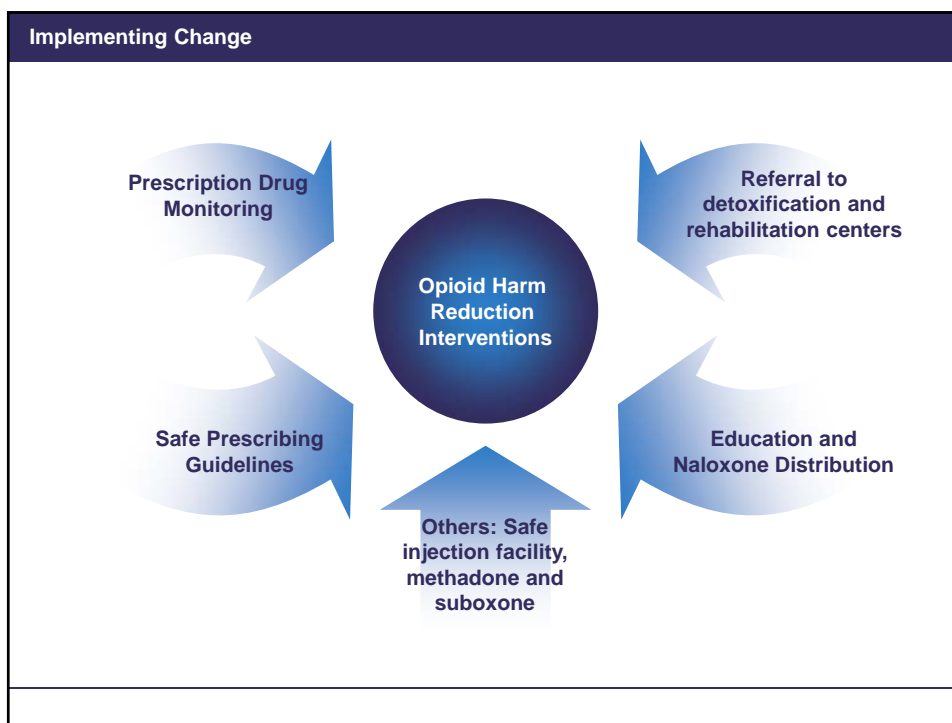 Implementing Change
Prescription Drug
Monitoring
Referral to
detoxification and
rehabilitation centers
Opioid Harm
Reduction
Interventions
Safe Prescribing
Guidelines
Education and
Naloxone Distribution
Others: Safe
injection facility,
methadone and
suboxone